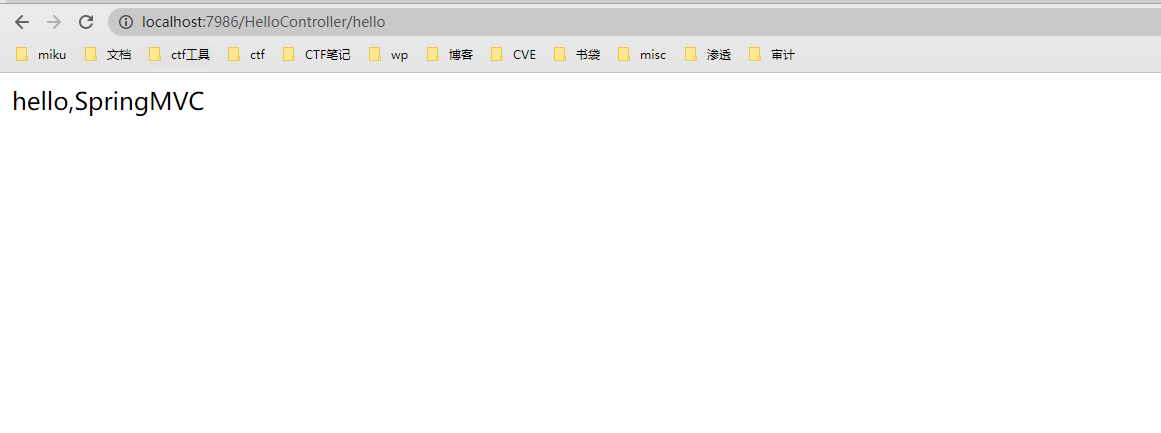 localhost:7986/HelloController/hello
miku 文档 ctf工具 ctf CTF笔记 wp 博客 CVE 书袋 misc 渗透 审计
hello,SpringMVC